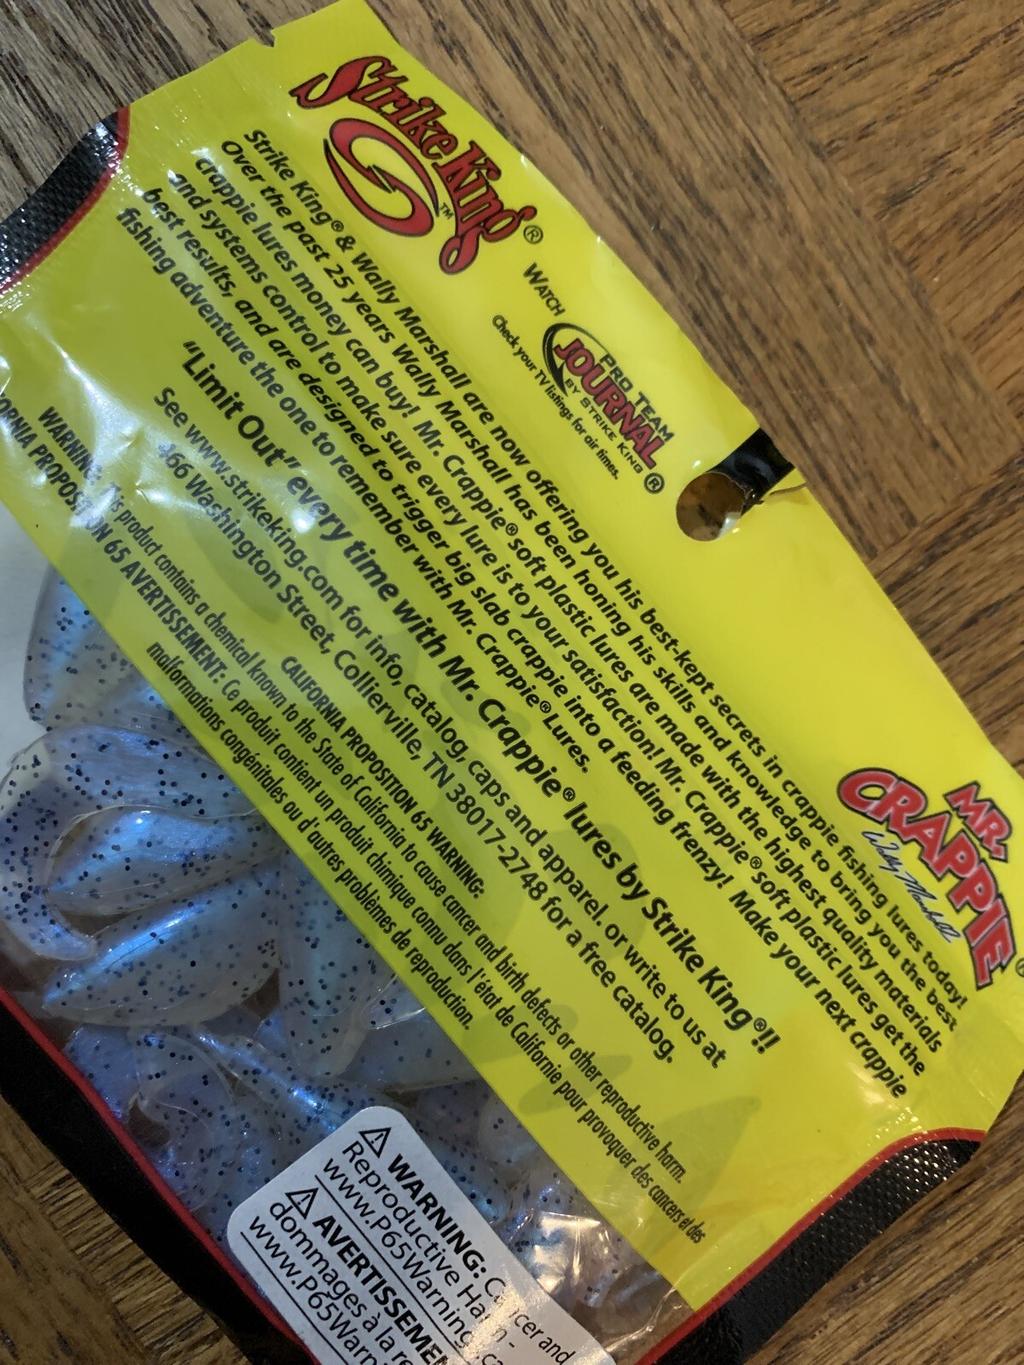 Strike King®
™
WATCH
PRO TEAM
JOURNAL®
BY STRIKE KING
Check your TV listings for air times.
MR.
CRAPPIE®
Wally Marshall
Strike King® & Wally Marshall are now offering you his best-kept secrets in crappie fishing lures today!
Over the past 25 years Wally Marshall has been honing his skills and knowledge to bring you the best
crappie lures money can buy! Mr. Crappie® soft plastic lures are made with the highest quality materials
and systems control to make sure every lure is to your satisfaction! Mr. Crappie® soft plastic lures get the
best results, and are designed to trigger big slab crappie into a feeding frenzy! Make your next crappie
fishing adventure the one to remember with Mr. Crappie® Lures.
"Limit Out" every time with Mr. Crappie® lures by Strike King®!!
See www.strikeking.com for info, catalog, caps and apparel, or write to us at
466 Washington Street, Collierville, TN 38017-2748 for a free catalog.
CALIFORNIA PROPOSITION 65 WARNING:
WARNING: This product contains a chemical known to the State of California to cause cancer and birth defects or other reproductive harm.
PROPOSITION 65 AVERTISSEMENT: Ce produit contient un produit chimique connu dans l'état de Californie pour provoquer des cancers et des
malformations congénitales ou d'autres problèmes de reproduction.
⚠ WARNING: Cancer and
Reproductive Harm -
www.P65Warning
⚠ AVERTISSEMEN
dommages à la re
www.P65Warn